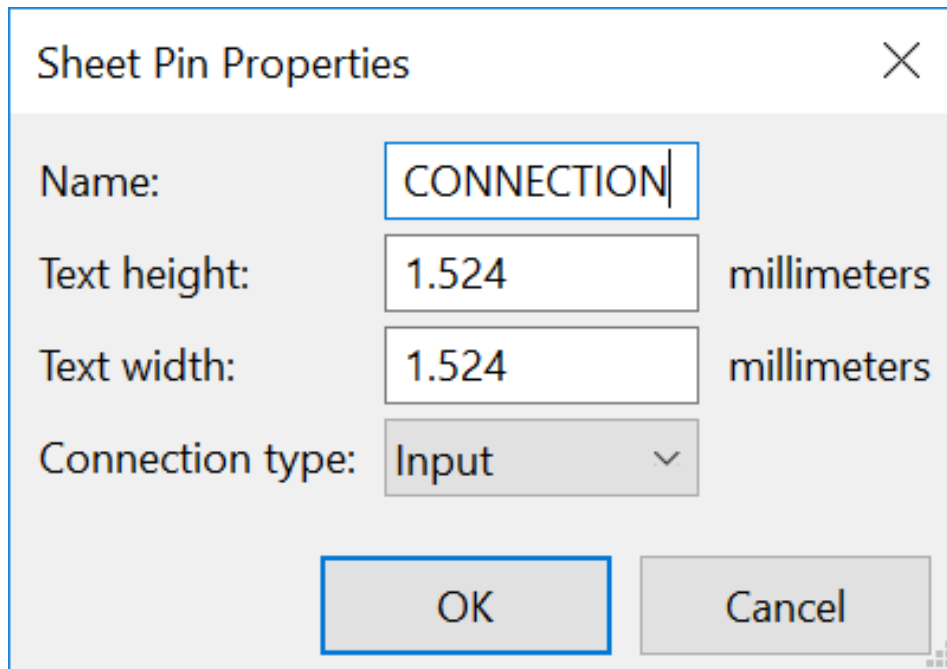 Sheet Pin Properties
Name: CONNECTION
Text height: 1.524 millimeters
Text width: 1.524 millimeters
Connection type: Input
OK Cancel